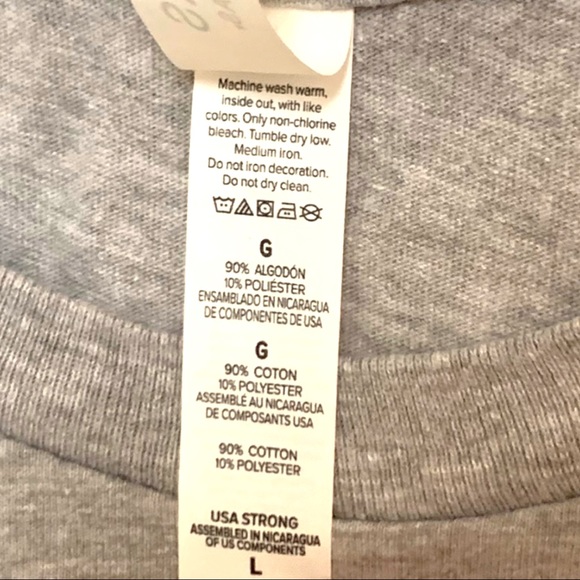 Machine wash warm,
inside out, with like
colors. Only non-chlorine
bleach. Tumble dry low.
Medium iron.
Do not iron decoration.
Do not dry clean.
G
90% ALGODÓN
10% POLIÉSTER
ENSAMBLADO EN NICARAGUA
DE COMPONENTES DE USA
G
90% COTON
10% POLYESTER
ASSEMBLÉ AU NICARAGUA
DE COMPOSANTS USA
90% COTTON
10% POLYESTER
USA STRONG
ASSEMBLED IN NICARAGUA
OF US COMPONENTS
L